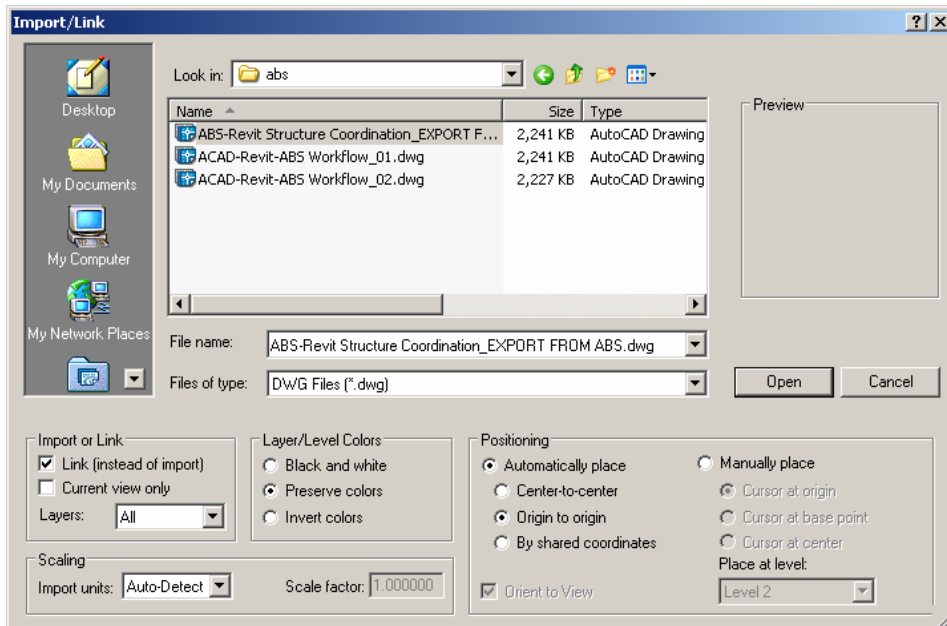 Import/Link
Look in: abs
Desktop
My Documents
My Computer
My Network Places
Name Size Type
ABS-Revit Structure Coordination_EXPORT F... 2,241 KB AutoCAD Drawing
ACAD-Revit-ABS Workflow_01.dwg 2,241 KB AutoCAD Drawing
ACAD-Revit-ABS Workflow_02.dwg 2,227 KB AutoCAD Drawing
Preview
File name: ABS-Revit Structure Coordination_EXPORT FROM ABS.dwg
Files of type: DWG Files (*.dwg)
Open Cancel
Import or Link
Link (instead of import)
Current view only
Layers: All
Layer/Level Colors
Black and white
Preserve colors
Invert colors
Scaling
Import units: Auto-Detect Scale factor: 1.000000
Positioning
Automatically place
Center-to-center
Origin to origin
By shared coordinates
Orient to View
Manually place
Cursor at origin
Cursor at base point
Cursor at center
Place at level:
Level 2